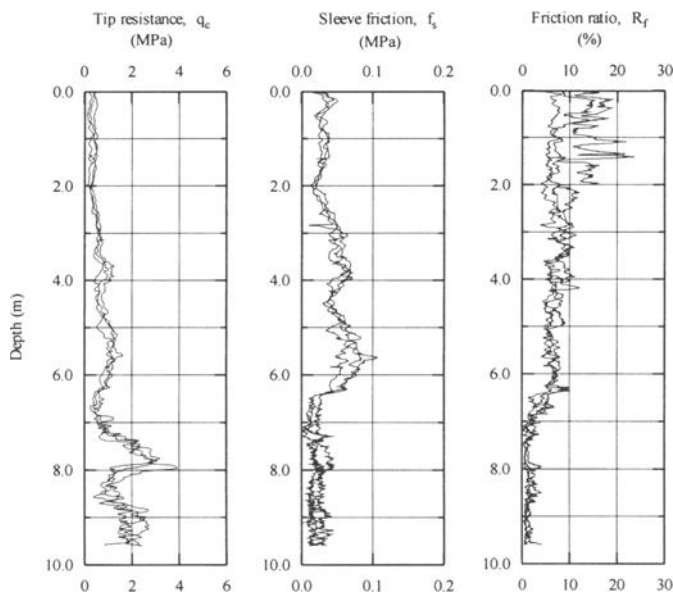 Tip resistance, qc
(MPa)
0 2 4 6
Sleeve friction, fs
(MPa)
0.0 0.1 0.2
Friction ratio, Rf
(%)
0 10 20 30
Depth (m)
0.0
2.0
4.0
6.0
8.0
10.0
0 2 4 6
0.0
2.0
4.0
6.0
8.0
10.0
0.0 0.1 0.2
0.0
2.0
4.0
6.0
8.0
10.0
0 10 20 30